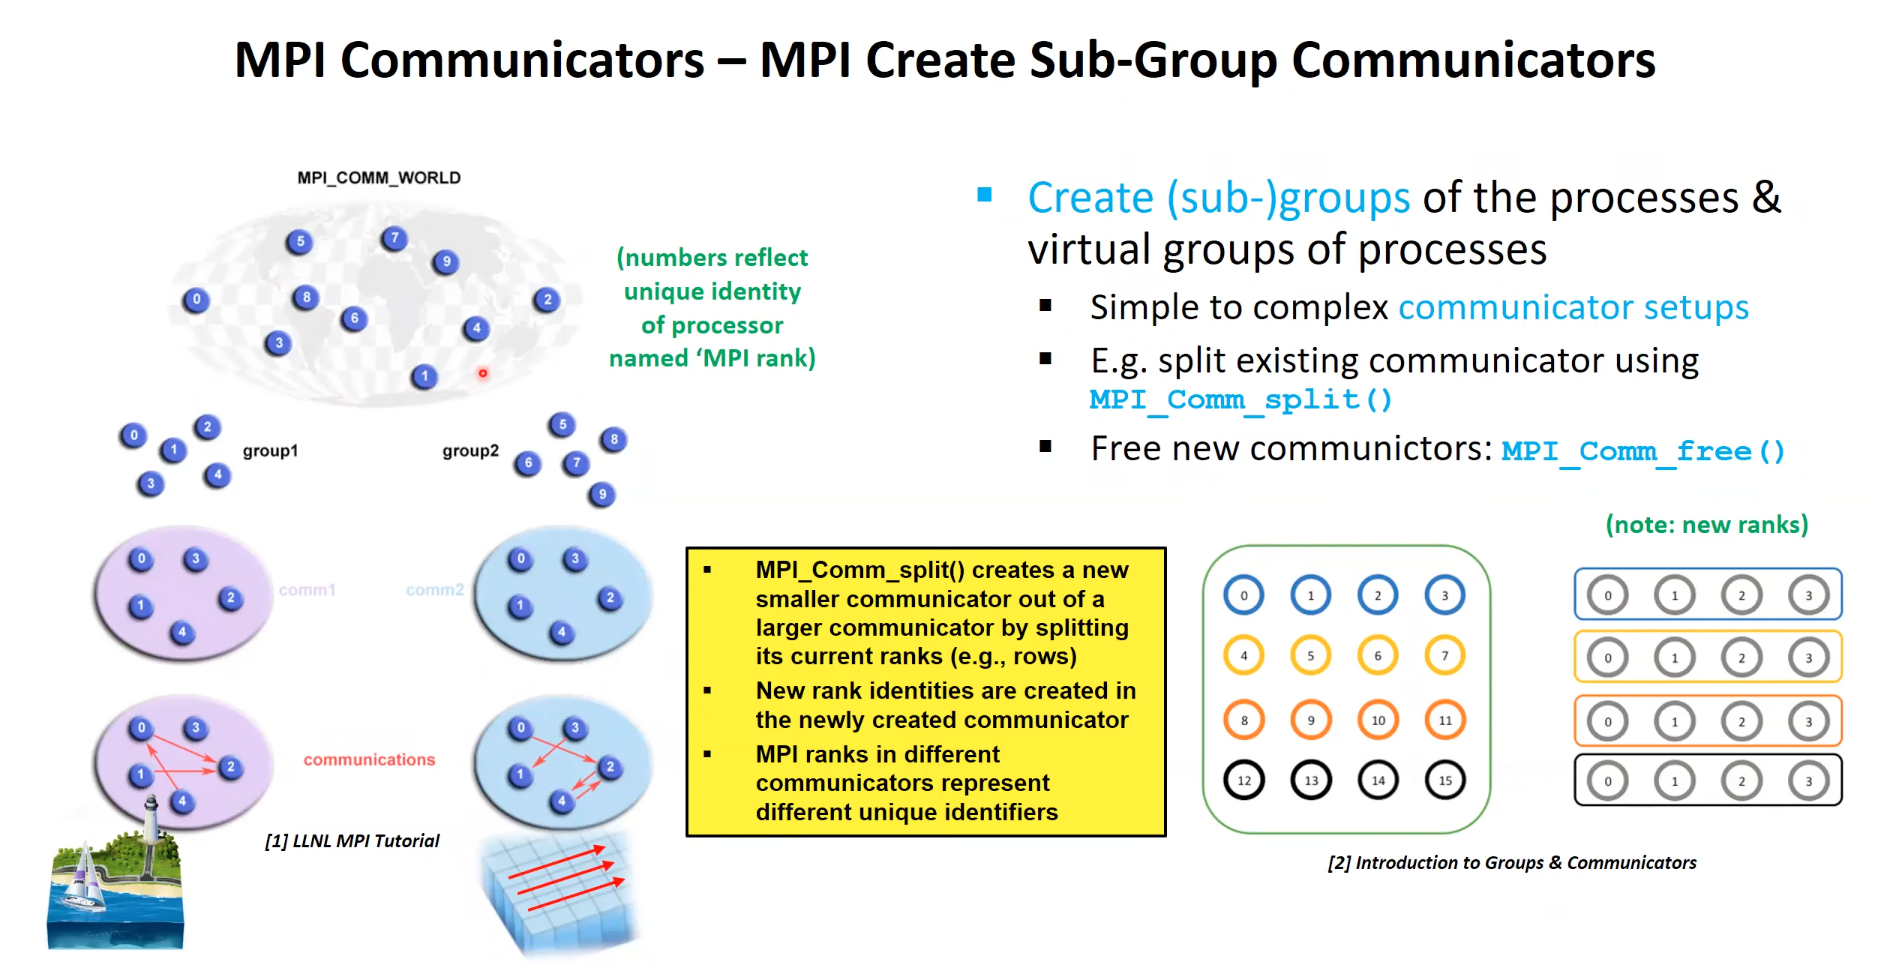 MPI Communicators – MPI Create Sub-Group Communicators
MPI_COMM_WORLD
5
7
9
0
8
2
6
4
3
1
(numbers reflect
unique identity
of processor
named ‘MPI rank)
0
2
1
3
4
group1
group2
5
8
6
7
9
0
3
1
2
4
comm1
comm2
0
3
1
2
4
0
3
1
2
4
communications
0
3
1
2
4
[1] LLNL MPI Tutorial
▪ Create (sub-)groups of the processes &
virtual groups of processes
▪ Simple to complex communicator setups
▪ E.g. split existing communicator using
MPI_Comm_split()
▪ Free new communictors: MPI_Comm_free()
▪ MPI_Comm_split() creates a new
smaller communicator out of a
larger communicator by splitting
its current ranks (e.g., rows)
▪ New rank identities are created in
the newly created communicator
▪ MPI ranks in different
communicators represent
different unique identifiers
0 1 2 3
4 5 6 7
8 9 10 11
12 13 14 15
(note: new ranks)
0 1 2 3
0 1 2 3
0 1 2 3
0 1 2 3
[2] Introduction to Groups & Communicators